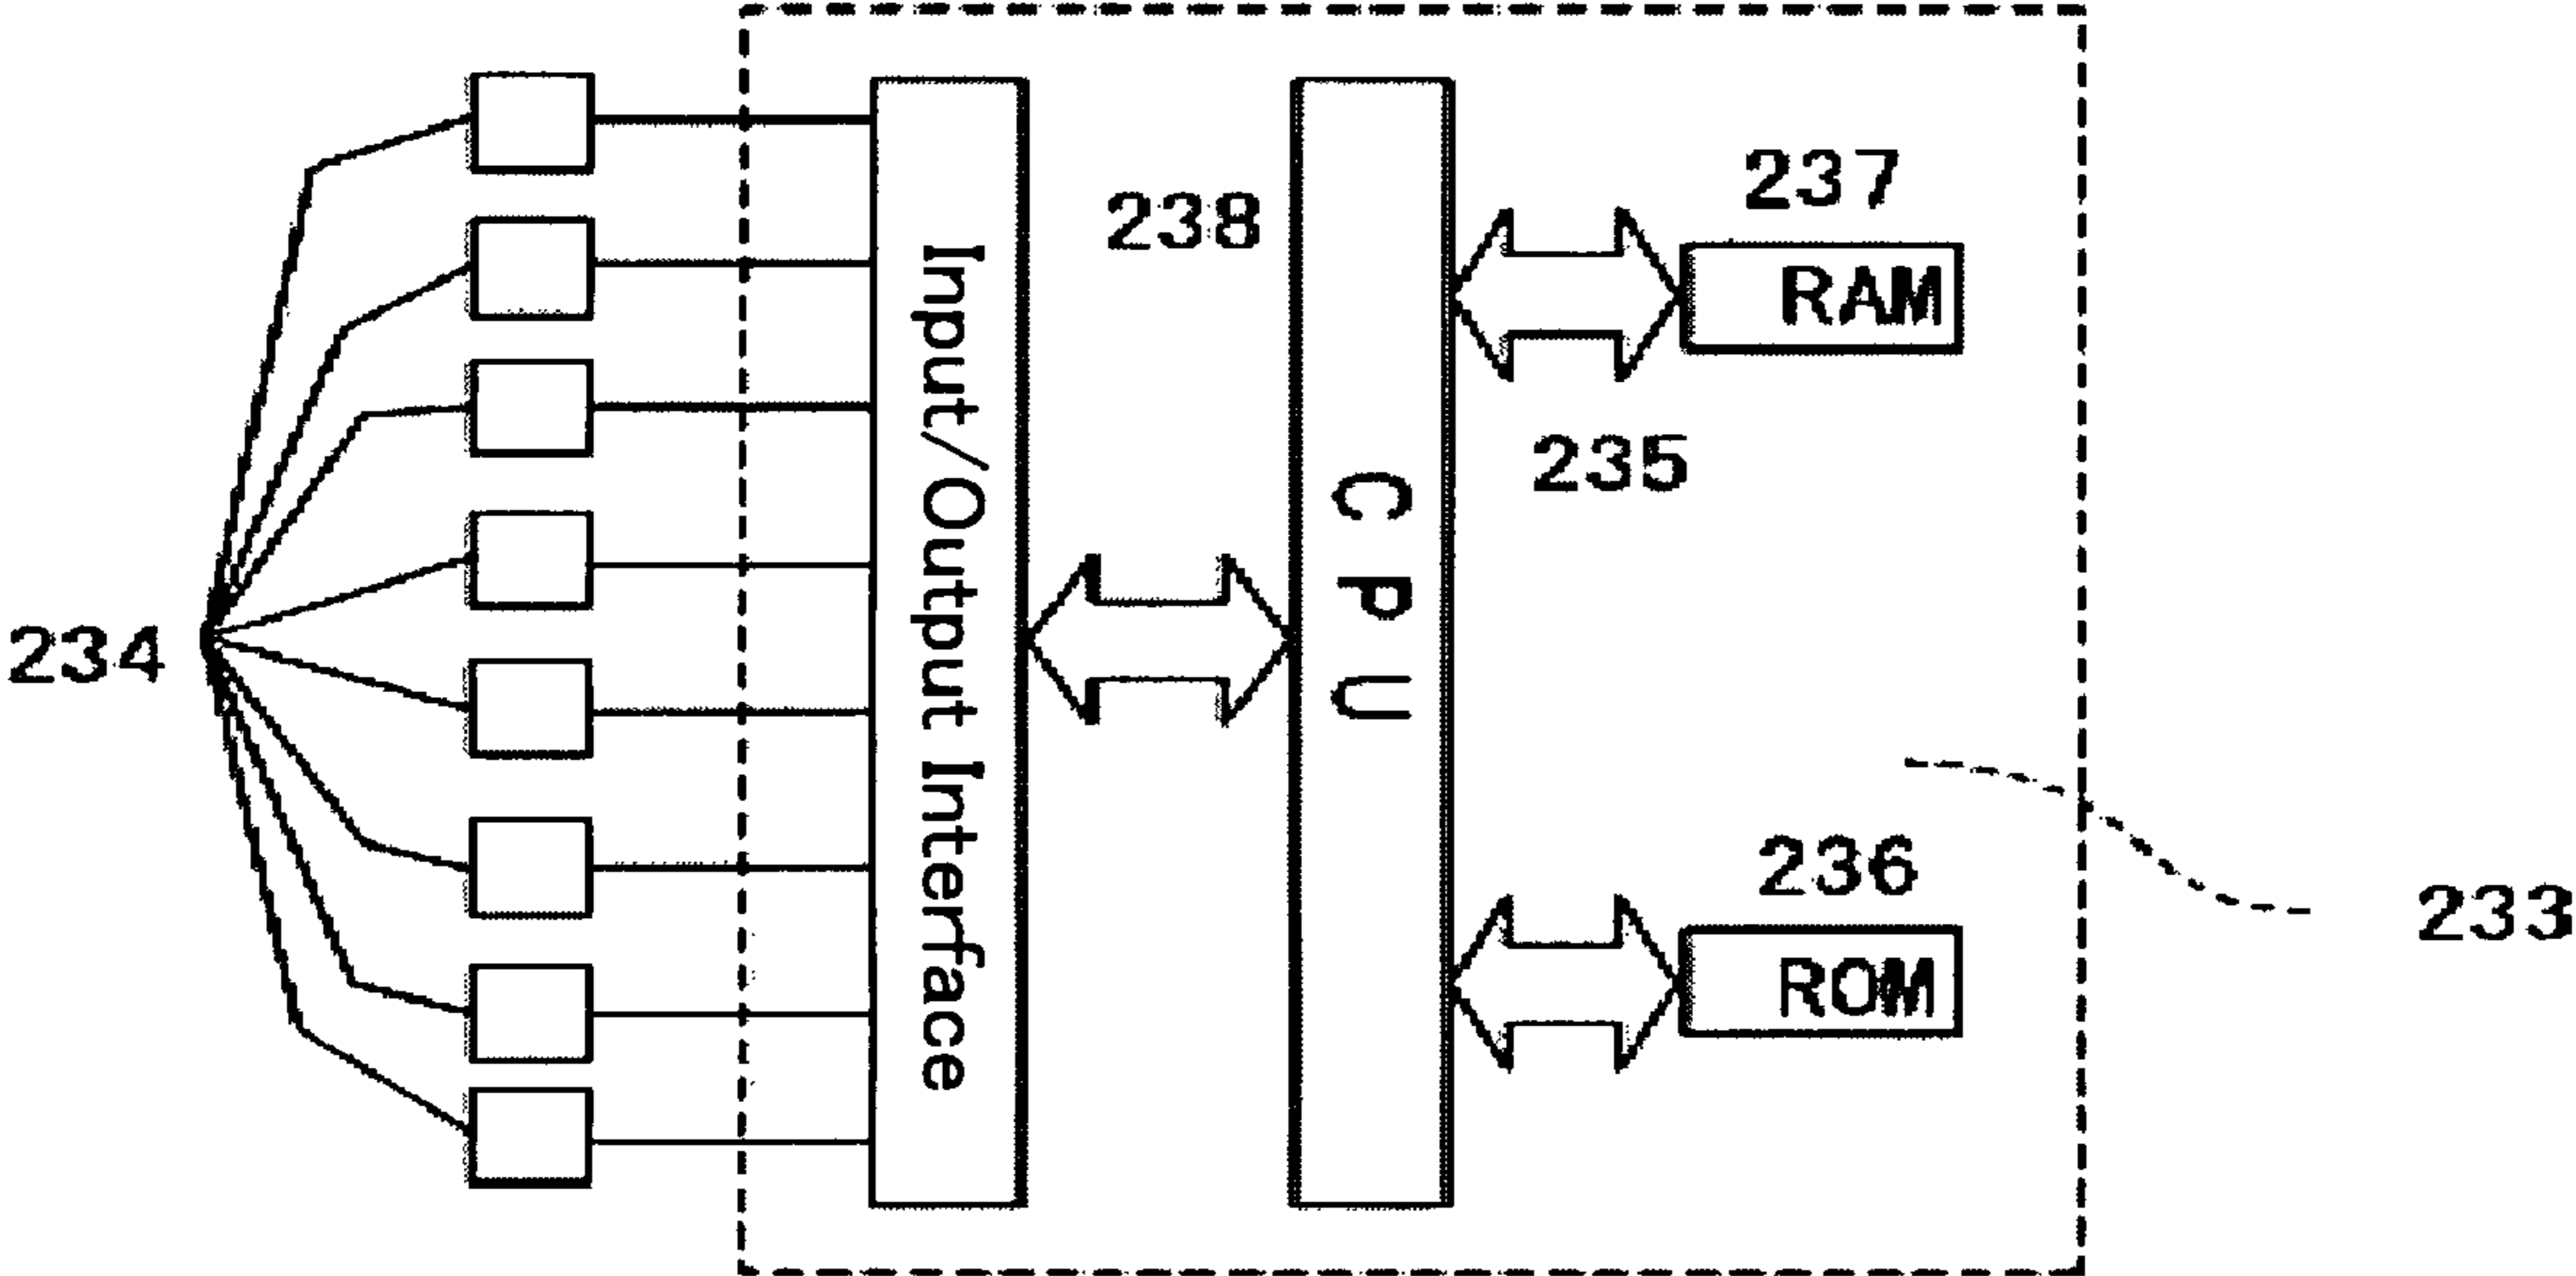 237
238
RAM
235
Input/Output Interface
CPU
234
236
233
ROM